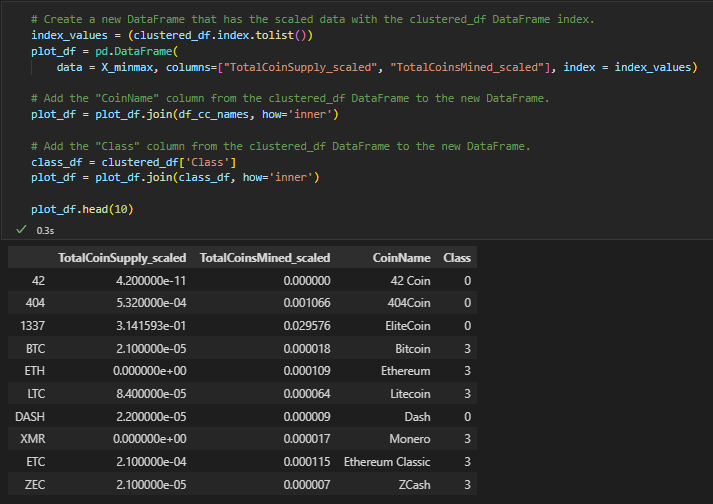 # Create a new DataFrame that has the scaled data with the clustered_df DataFrame index.
index_values = (clustered_df.index.tolist())
plot_df = pd.DataFrame(
    data = X_minmax, columns=["TotalCoinSupply_scaled", "TotalCoinsMined_scaled"], index = index_values)
# Add the "CoinName" column from the clustered_df DataFrame to the new DataFrame.
plot_df = plot_df.join(df_cc_names, how='inner')
# Add the "Class" column from the clustered_df DataFrame to the new DataFrame.
class_df = clustered_df['Class']
plot_df = plot_df.join(class_df, how='inner')
plot_df.head(10)
✓ 0.3s
TotalCoinSupply_scaled TotalCoinsMined_scaled CoinName Class
42 4.200000e-11 0.000000 42 Coin 0
404 5.320000e-04 0.001066 404Coin 0
1337 3.141593e-01 0.029576 EliteCoin 0
BTC 2.100000e-05 0.000018 Bitcoin 3
ETH 0.000000e+00 0.000109 Ethereum 3
LTC 8.400000e-05 0.000064 Litecoin 3
DASH 2.200000e-05 0.000009 Dash 0
XMR 0.000000e+00 0.000017 Monero 3
ETC 2.100000e-04 0.000115 Ethereum Classic 3
ZEC 2.100000e-05 0.000007 ZCash 3